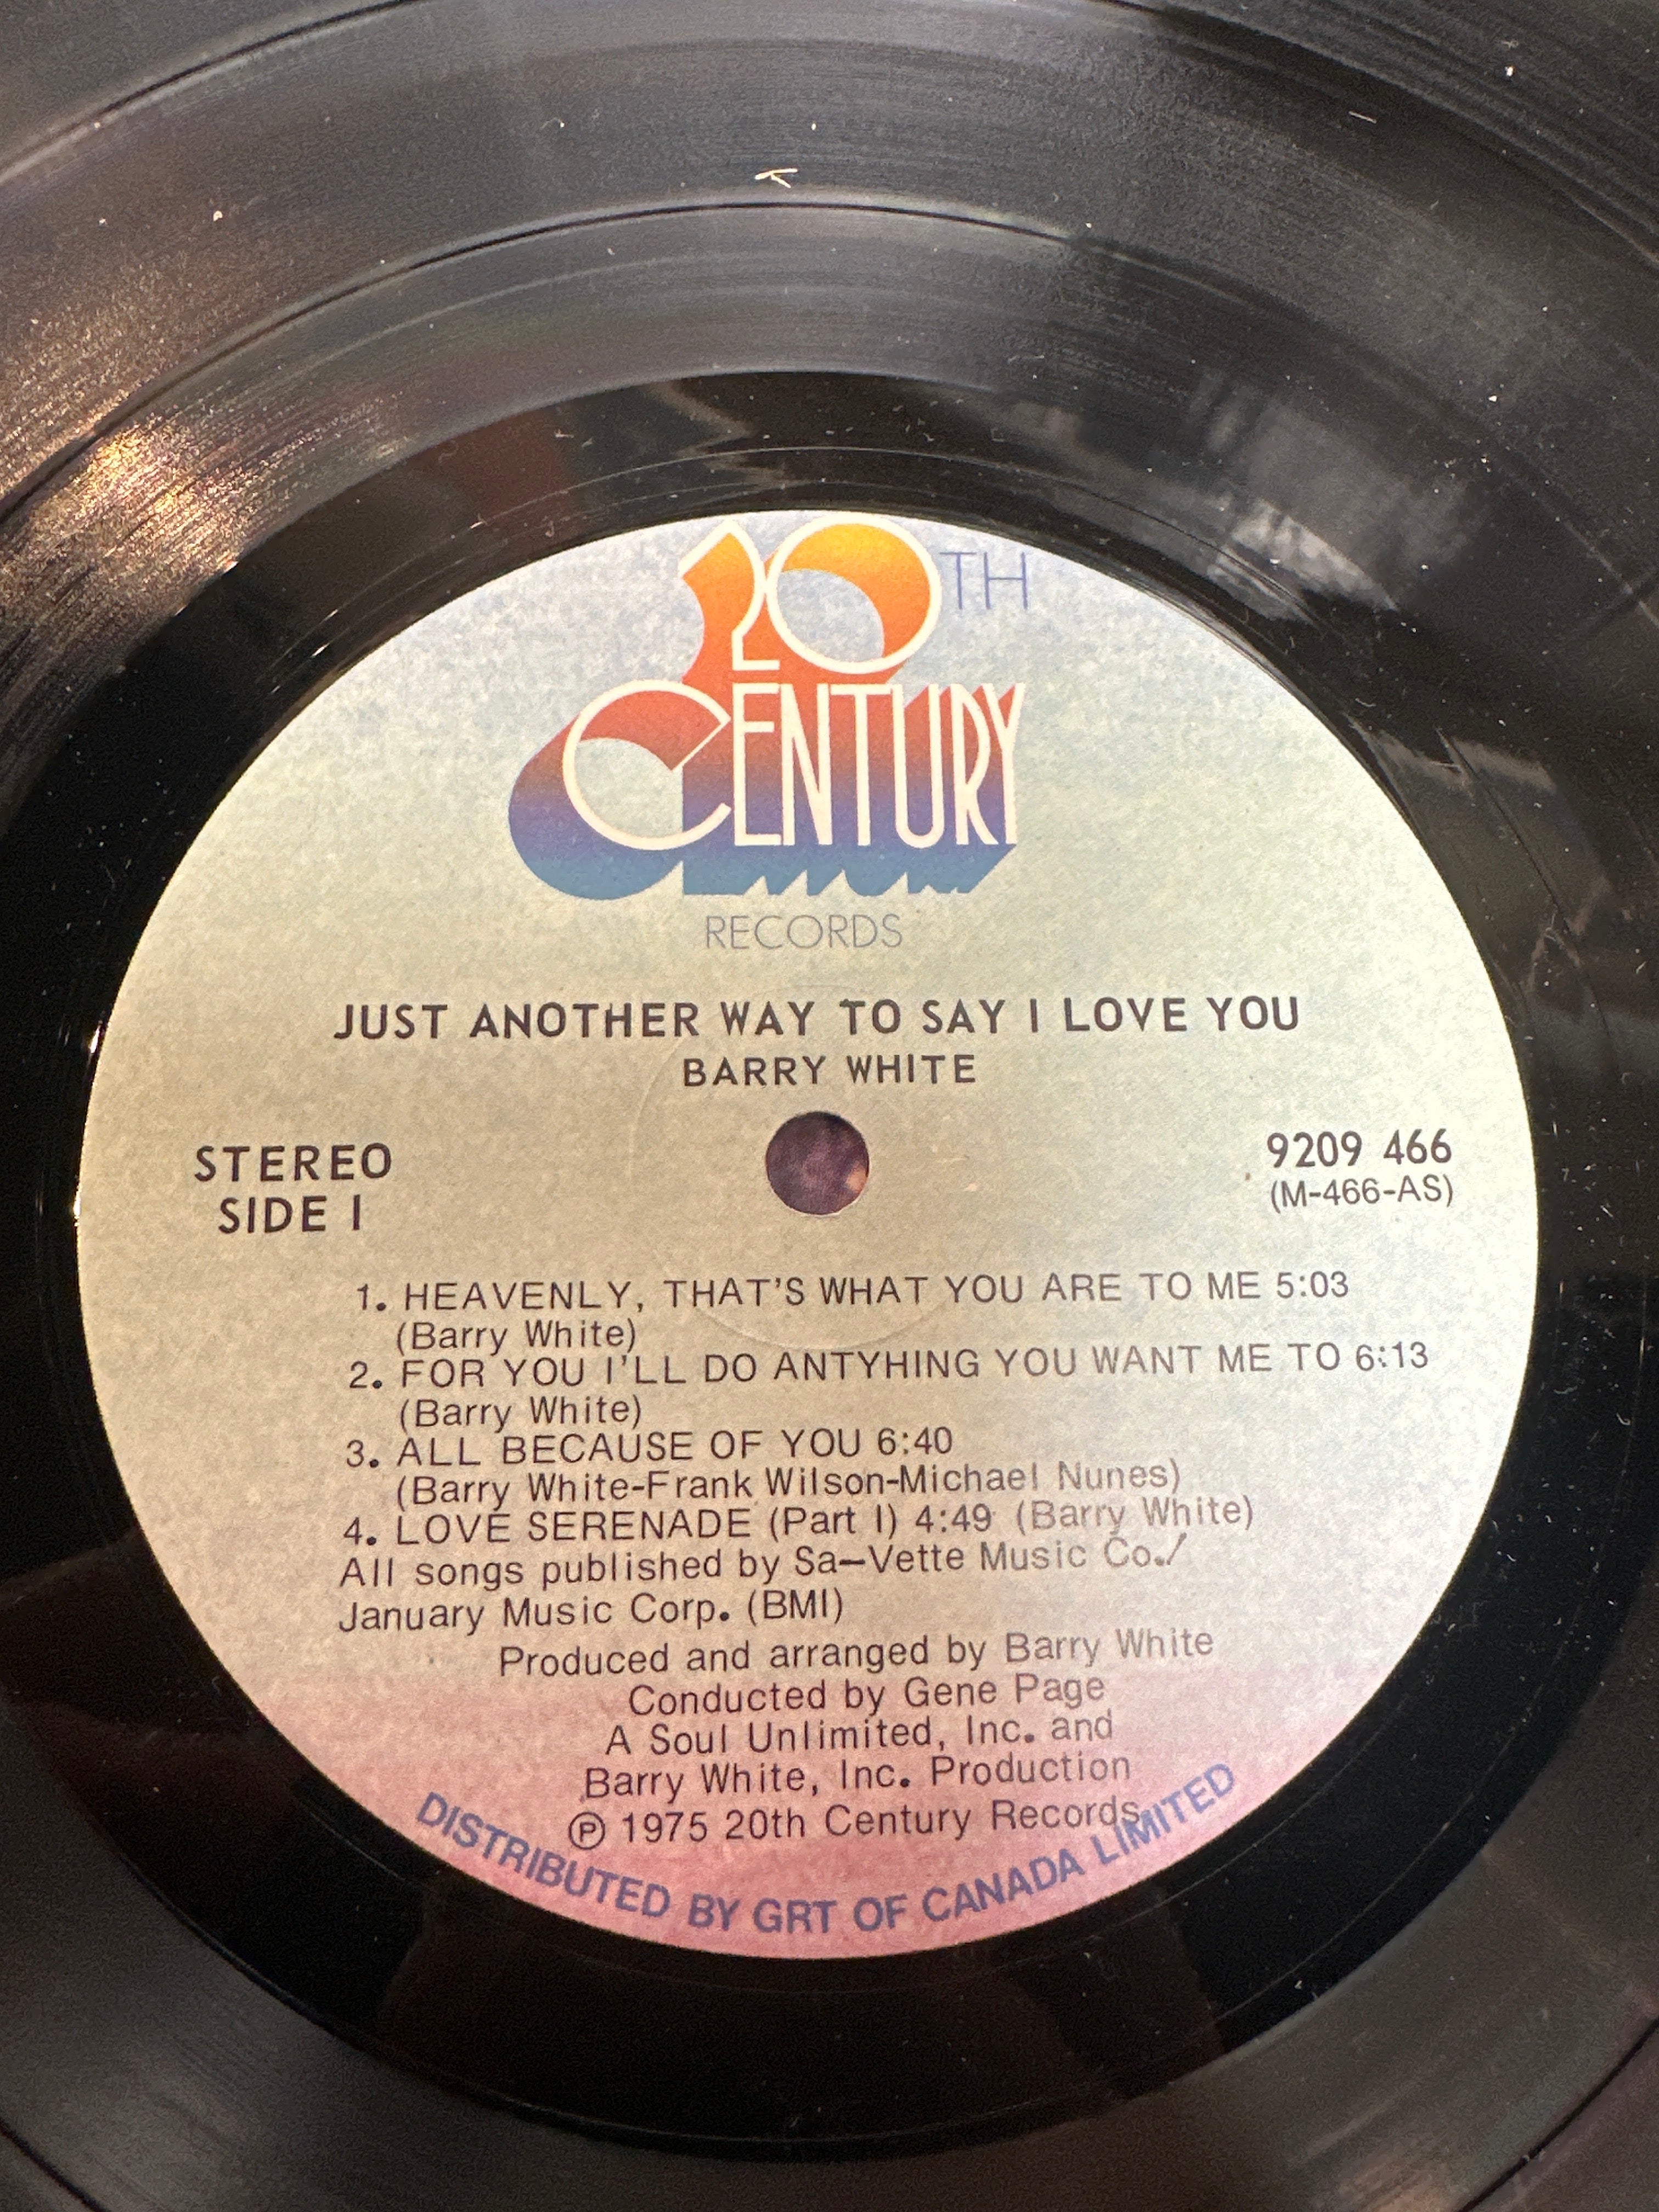 20TH
CENTURY
RECORDS
JUST ANOTHER WAY TO SAY I LOVE YOU
BARRY WHITE
STEREO
SIDE I
9209 466
(M-466-AS)
1. HEAVENLY, THAT'S WHAT YOU ARE TO ME 5:03
(Barry White)
2. FOR YOU I'LL DO ANTYHING YOU WANT ME TO 6:13
(Barry White)
3. ALL BECAUSE OF YOU 6:40
(Barry White-Frank Wilson-Michael Nunes)
4. LOVE SERENADE (Part I) 4:49 (Barry White)
All songs published by Sa-Vette Music Co./
January Music Corp. (BMI)
Produced and arranged by Barry White
Conducted by Gene Page
A Soul Unlimited, Inc. and
Barry White, Inc. Production
℗ 1975 20th Century Records
DISTRIBUTED BY GRT OF CANADA LIMITED